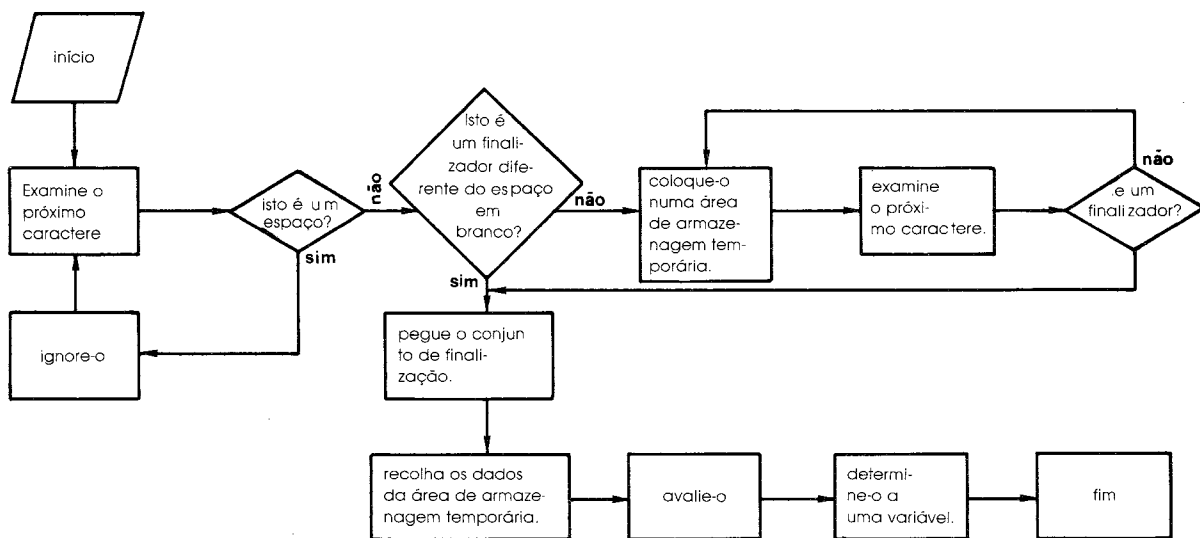 início
Examine o
próximo
caractere
isto é um
espaço?
não
sim
ignore-o
Isto é
um finali-
zador dife-
rente do espaço
em
branco?
não
sim
coloque-o
numa área
de armaze-
nagem tem-
porária.
examine
o próxi-
mo caractere.
.e um
finalizador?
não
pegue o conjun
to de finali-
zação.
recolha os dados
da área de armaze-
nagem temporária.
avalie-o
determi-
ne-o a
uma variável.
fim